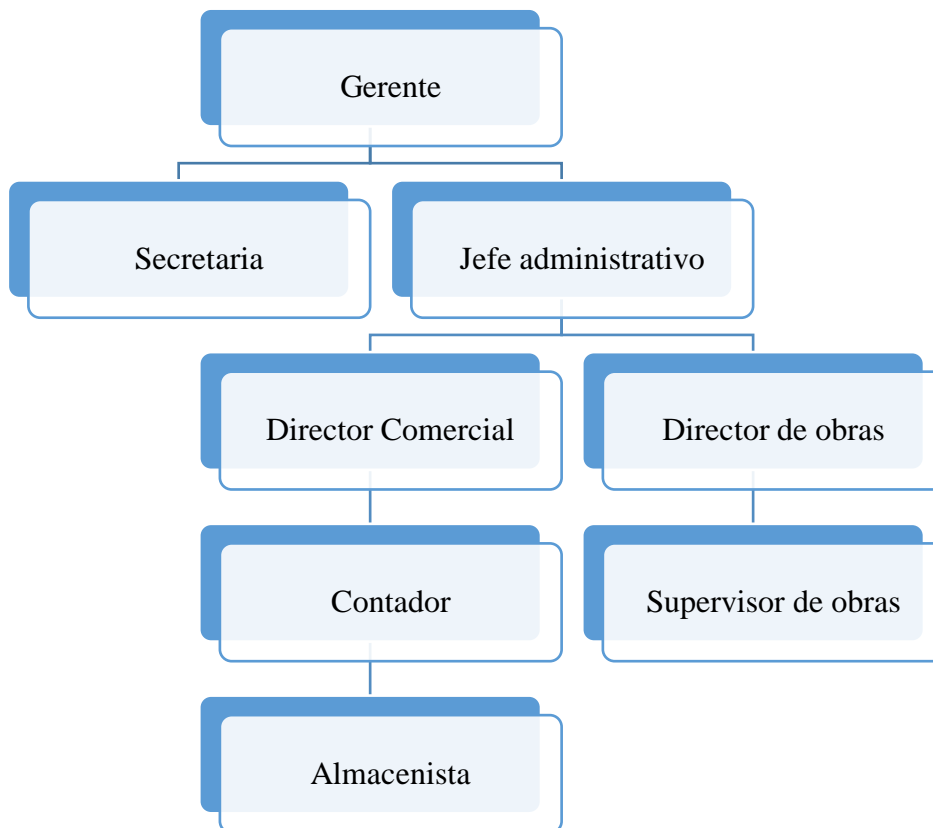 Gerente
Secretaria
Jefe administrativo
Director Comercial
Director de obras
Contador
Supervisor de obras
Almacenista